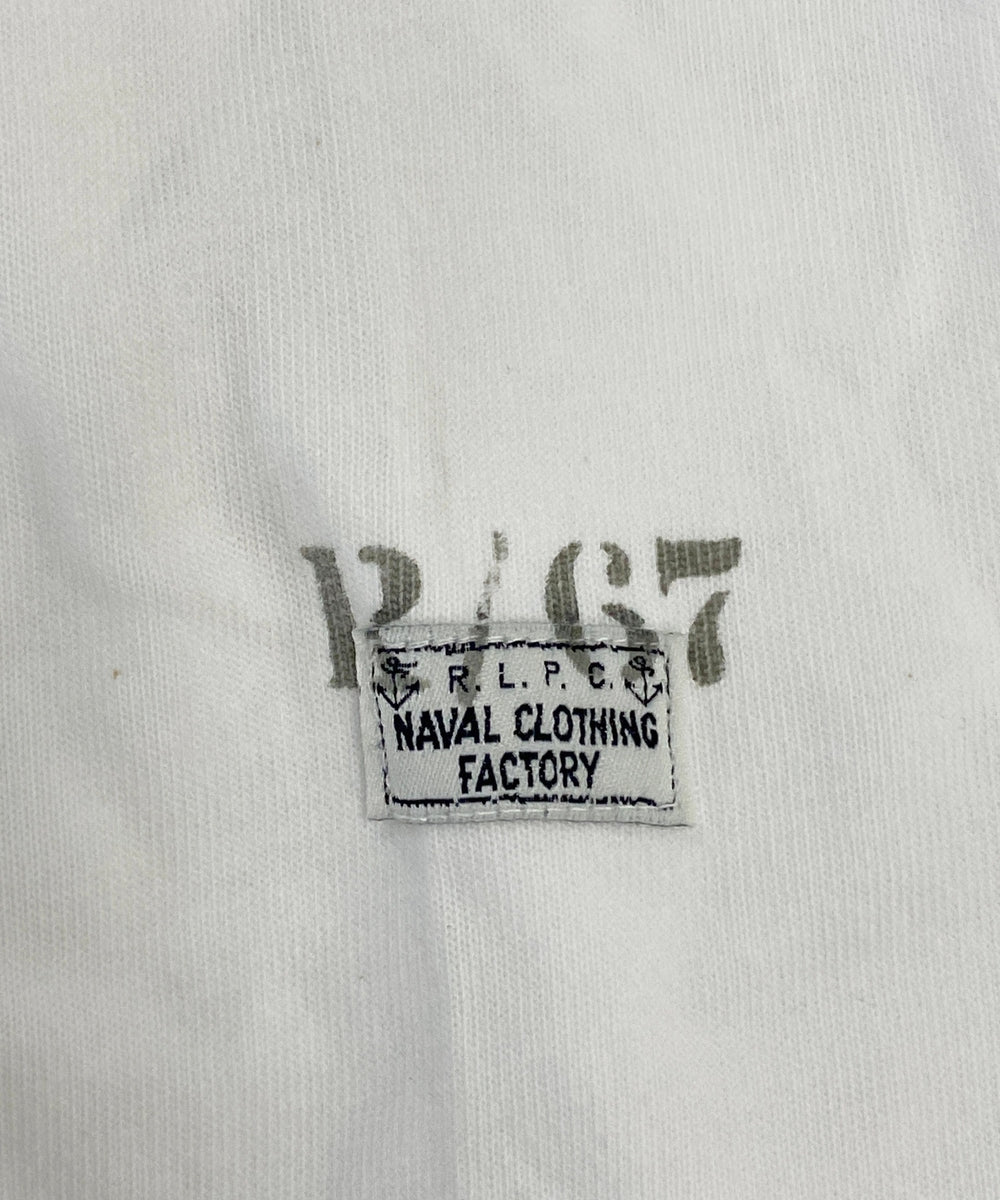 R/67
R. L. P. C.
NAVAL CLOTHING
FACTORY